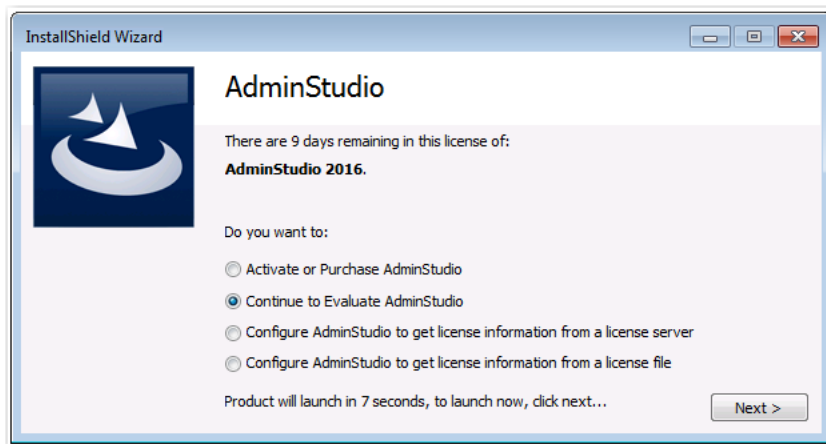 InstallShield Wizard
AdminStudio
There are 9 days remaining in this license of:
AdminStudio 2016.
Do you want to:
Activate or Purchase AdminStudio
Continue to Evaluate AdminStudio
Configure AdminStudio to get license information from a license server
Configure AdminStudio to get license information from a license file
Product will launch in 7 seconds, to launch now, click next...
Next >